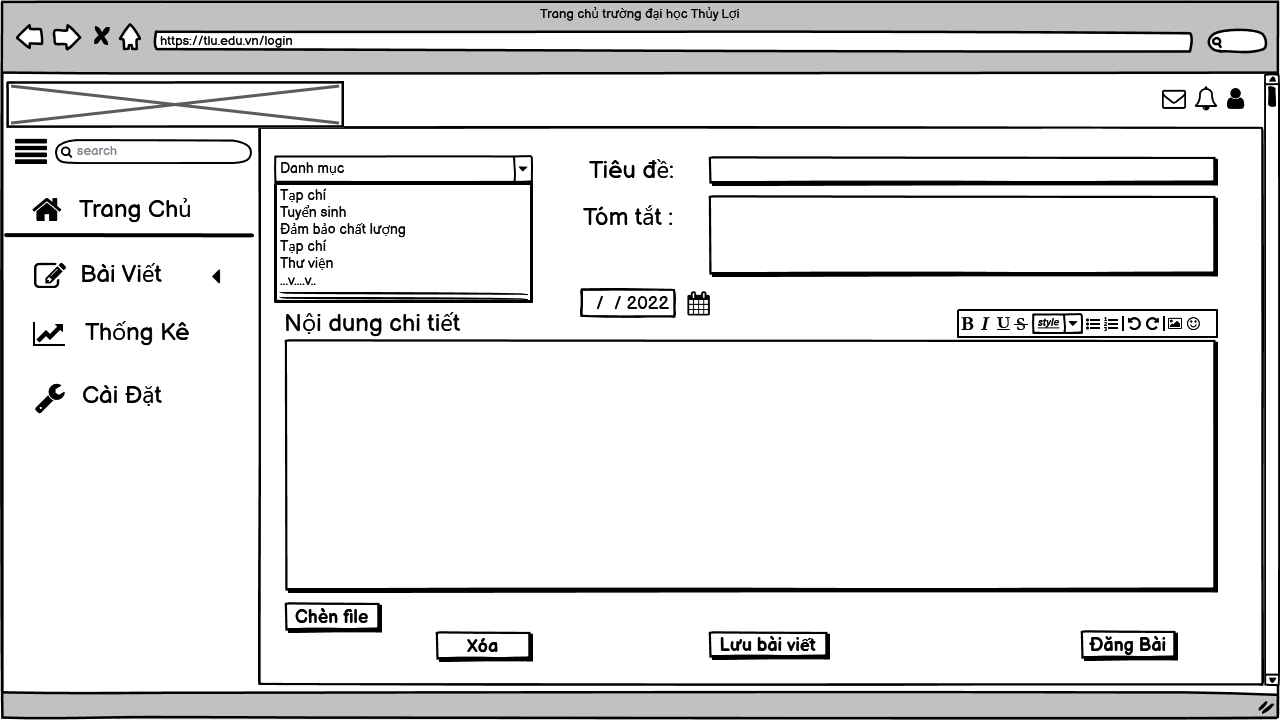 Trang chủ trường đại học Thủy Lợi
https://tlu.edu.vn/login
search
Trang Chủ
Bài Viết
Thống Kê
Cài Đặt
Danh mục
Tạp chí
Tuyển sinh
Đảm bảo chất lượng
Tạp chí
Thư viện
...v....v..
Tiêu đề:
Tóm tắt :
/ / 2022
Nội dung chi tiết
B I U S style
Chèn file
Xóa
Lưu bài viết
Đăng Bài